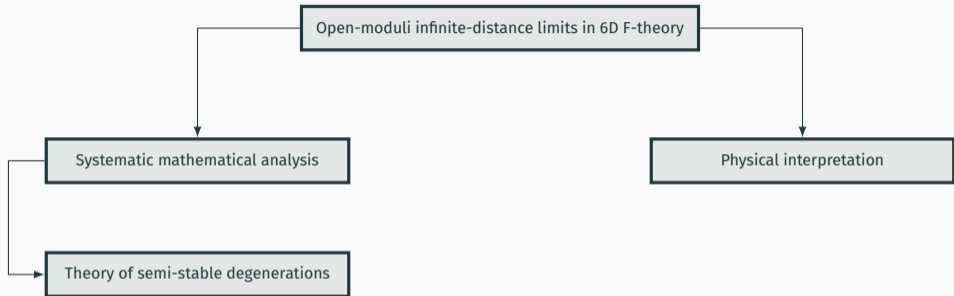 Open-moduli infinite-distance limits in 6D F-theory
Systematic mathematical analysis
Physical interpretation
Theory of semi-stable degenerations